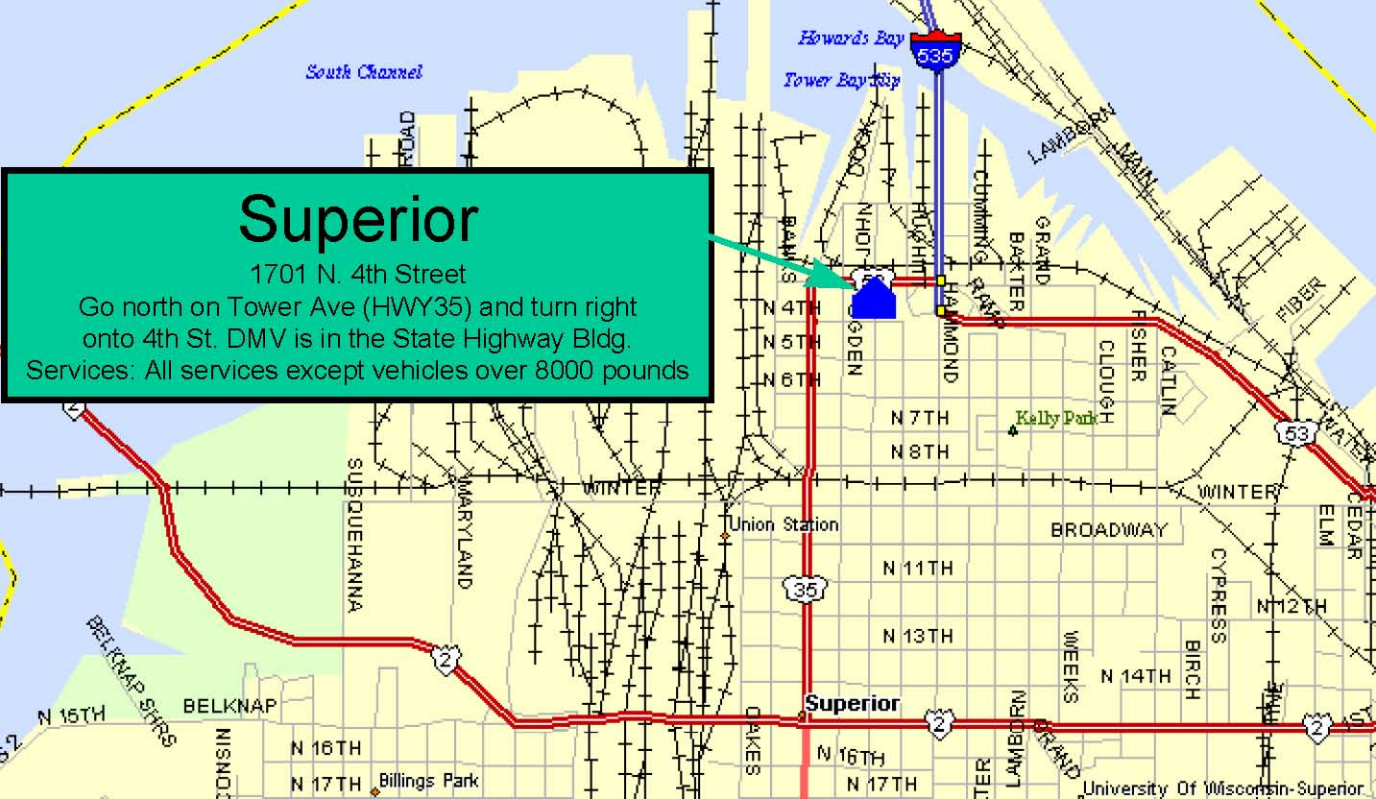 Howards Bay
535
South Channel
Tower Bay Slip
ROAD
DOCK
LAMBORN
MAIN
Superior
1701 N. 4th Street
Go north on Tower Ave (HWY35) and turn right
onto 4th St. DMV is in the State Highway Bldg.
Services: All services except vehicles over 8000 pounds
BANKS
HUGHITT
CUMMING
GRAND
BAXTER
RAMP
FIBER
N 4TH
OGDEN
HAMMOND
FISHER
N 5TH
CLOUGH
CATLIN
N 6TH
N 7TH
Kelly Park
53
WATER
N 8TH
2
SUSQUEHANNA
MARYLAND
WINTER
WINTER
Union Station
BROADWAY
ELM
CEDAR
N 11TH
CYPRESS
35
N 12TH
N 13TH
BELKNAP SHRS
WEEKS
BIRCH
2
N 14TH
BELKNAP
N 15TH
Superior
2
2
LAMBORN
GRAND
OAKES
N 16TH
N 16TH
N 17TH
Billings Park
N 17TH
University Of Wisconsin-Superior